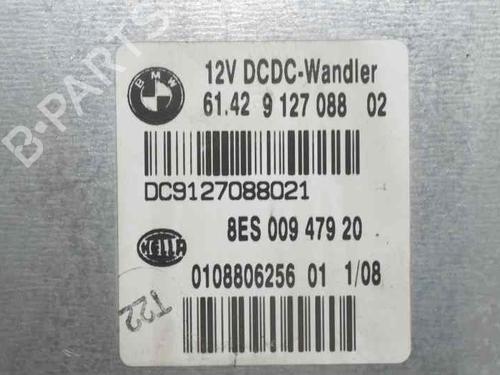 BMW
12V DCDC-Wandler
61.42 9 127 088 02
DC9127088021
8ES 009 479 20
HELLA
0108806256 01 1/08
T22
B-PARTS